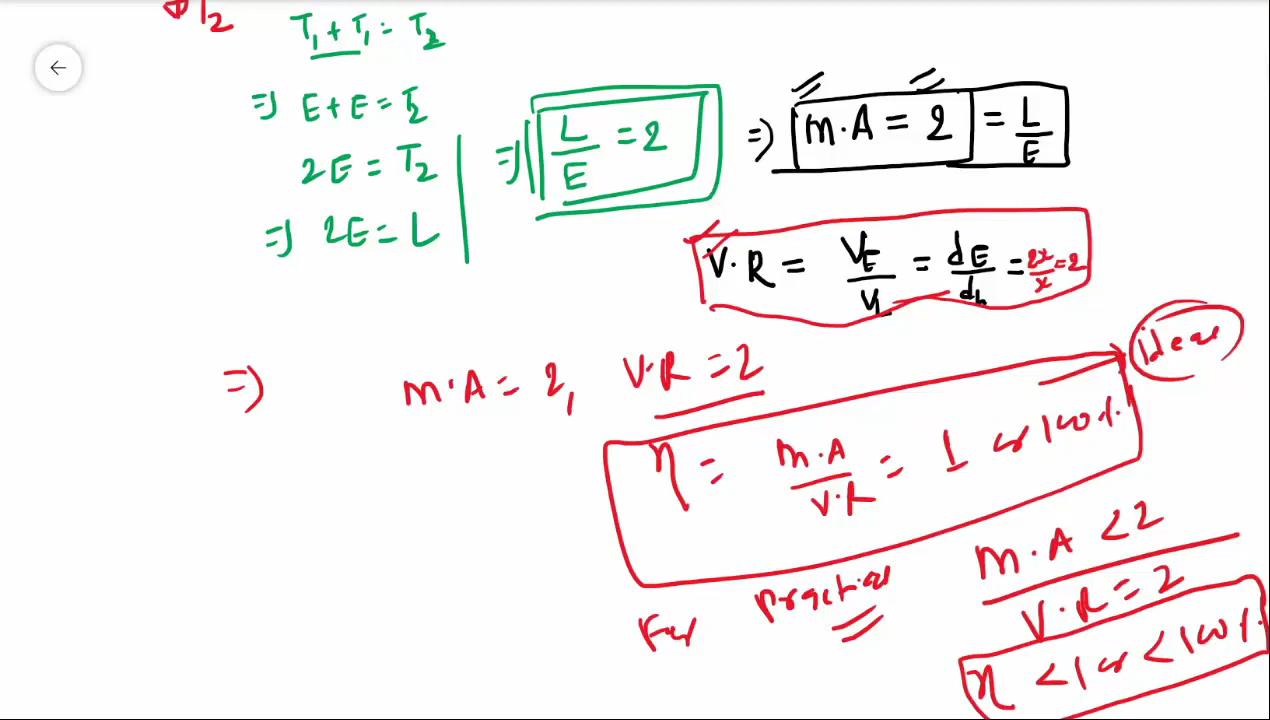 T₂
T₁ + T₁ = T₂
⇒ E + E = T₂
2E = T₂
⇒ 2E = L
⇒ L/E = 2
⇒ m·A = 2 = L/E
V·R = V_E/V_L = d_E/d_L = 2x/x = 2
⇒ m·A = 2, V·R = 2
ideal
η = m·A/V·R = 1 or 100%
For practical
m·A < 2
V·R = 2
η < 1 or < 100%